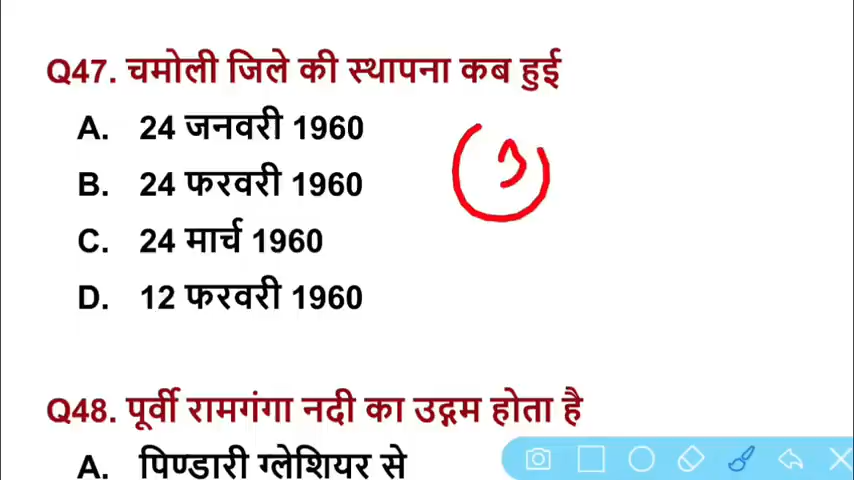 Q47. चमोली जिले की स्थापना कब हुई
A. 24 जनवरी 1960
B. 24 फरवरी 1960
C. 24 मार्च 1960
D. 12 फरवरी 1960
Q48. पूर्वी रामगंगा नदी का उद्गम होता है
A. पिण्डारी ग्लेशियर से